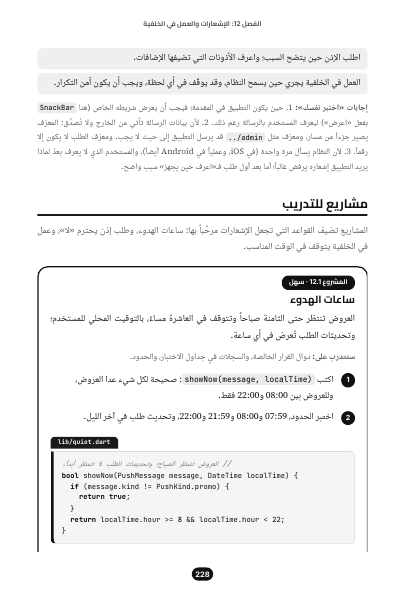 الفصل 12: الإشعارات والعمل في الخلفية
اطلب الإذن حين يتضح السبب؛ واعرف الأذونات التي تضيفها الإضافات.
العمل في الخلفية يجري حين يسمح النظام، وقد يوقَف في أي لحظة، ويجب أن يكون آمن التكرار.
إجابات «اختبر نفسك»: 1. حين يكون التطبيق في المقدمة؛ فيجب أن يعرض شريطه الخاص (هنا SnackBar
بفعل «اعرض») ليعرف المستخدم بالرسالة رغم ذلك. 2. لأن بيانات الرسالة تأتي من الخارج ولا تُصدَّق: المعرّف
يصير جزءاً من مسار، ومعرّف مثل ../admin قد يرسل التطبيق إلى حيث لا يجب. ومعرّف الطلب لا يكون إلا
رقماً. 3. لأن النظام يسأل مرة واحدة (في iOS، وعملياً في Android أيضاً)، والمستخدم الذي لا يعرف بعدُ لماذا
يريد التطبيق إشعاره يرفض غالباً؛ أما بعد أول طلب فـ«اعرف حين يجهز» سبب واضح.
مشاريع للتدريب
المشاريع تضيف القواعد التي تجعل الإشعارات مرحّباً بها: ساعات الهدوء، وطلب إذن يحترم «لا»، وعمل
في الخلفية يتوقف في الوقت المناسب.
المشروع 12.1 · سهل
ساعات الهدوء
العروض تنتظر حتى الثامنة صباحاً وتتوقف في العاشرة مساءً، بالتوقيت المحلي للمستخدم؛
وتحديثات الطلب تُعرض في أي ساعة.
ستتدرب على: دوال القرار الخالصة، والسجلات في جداول الاختبار، والحدود.
1 اكتب showNow(message, localTime): صحيحة لكل شيء عدا العروض،
وللعروض بين 08:00 و22:00 فقط.
2 اختبر الحدود، 07:59 و08:00 و21:59 و22:00، وتحديث طلب في آخر الليل.
lib/quiet.dart
// العروض تنتظر الصباح؛ وتحديثات الطلب لا تنتظر أبداً.
bool showNow(PushMessage message, DateTime localTime) {
if (message.kind != PushKind.promo) {
return true;
}
return localTime.hour >= 8 && localTime.hour < 22;
}
228